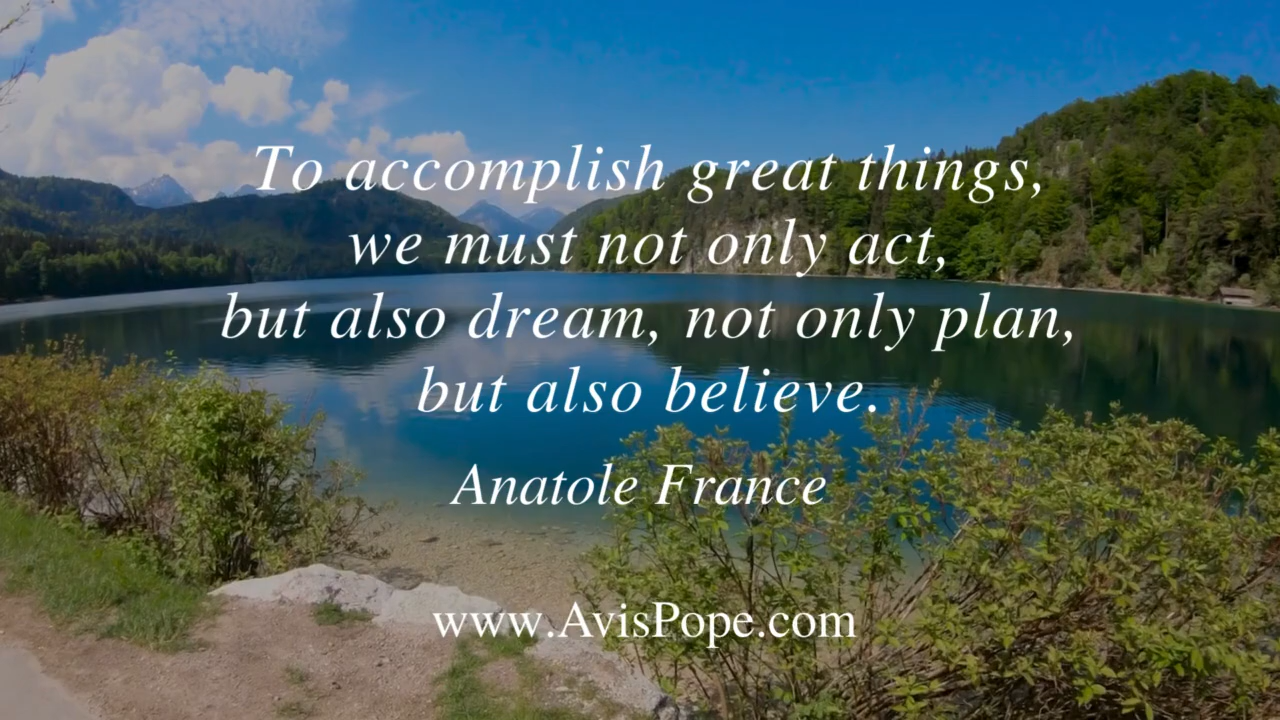 To accomplish great things,
we must not only act,
but also dream, not only plan,
but also believe.
Anatole France
www.AvisPope.com